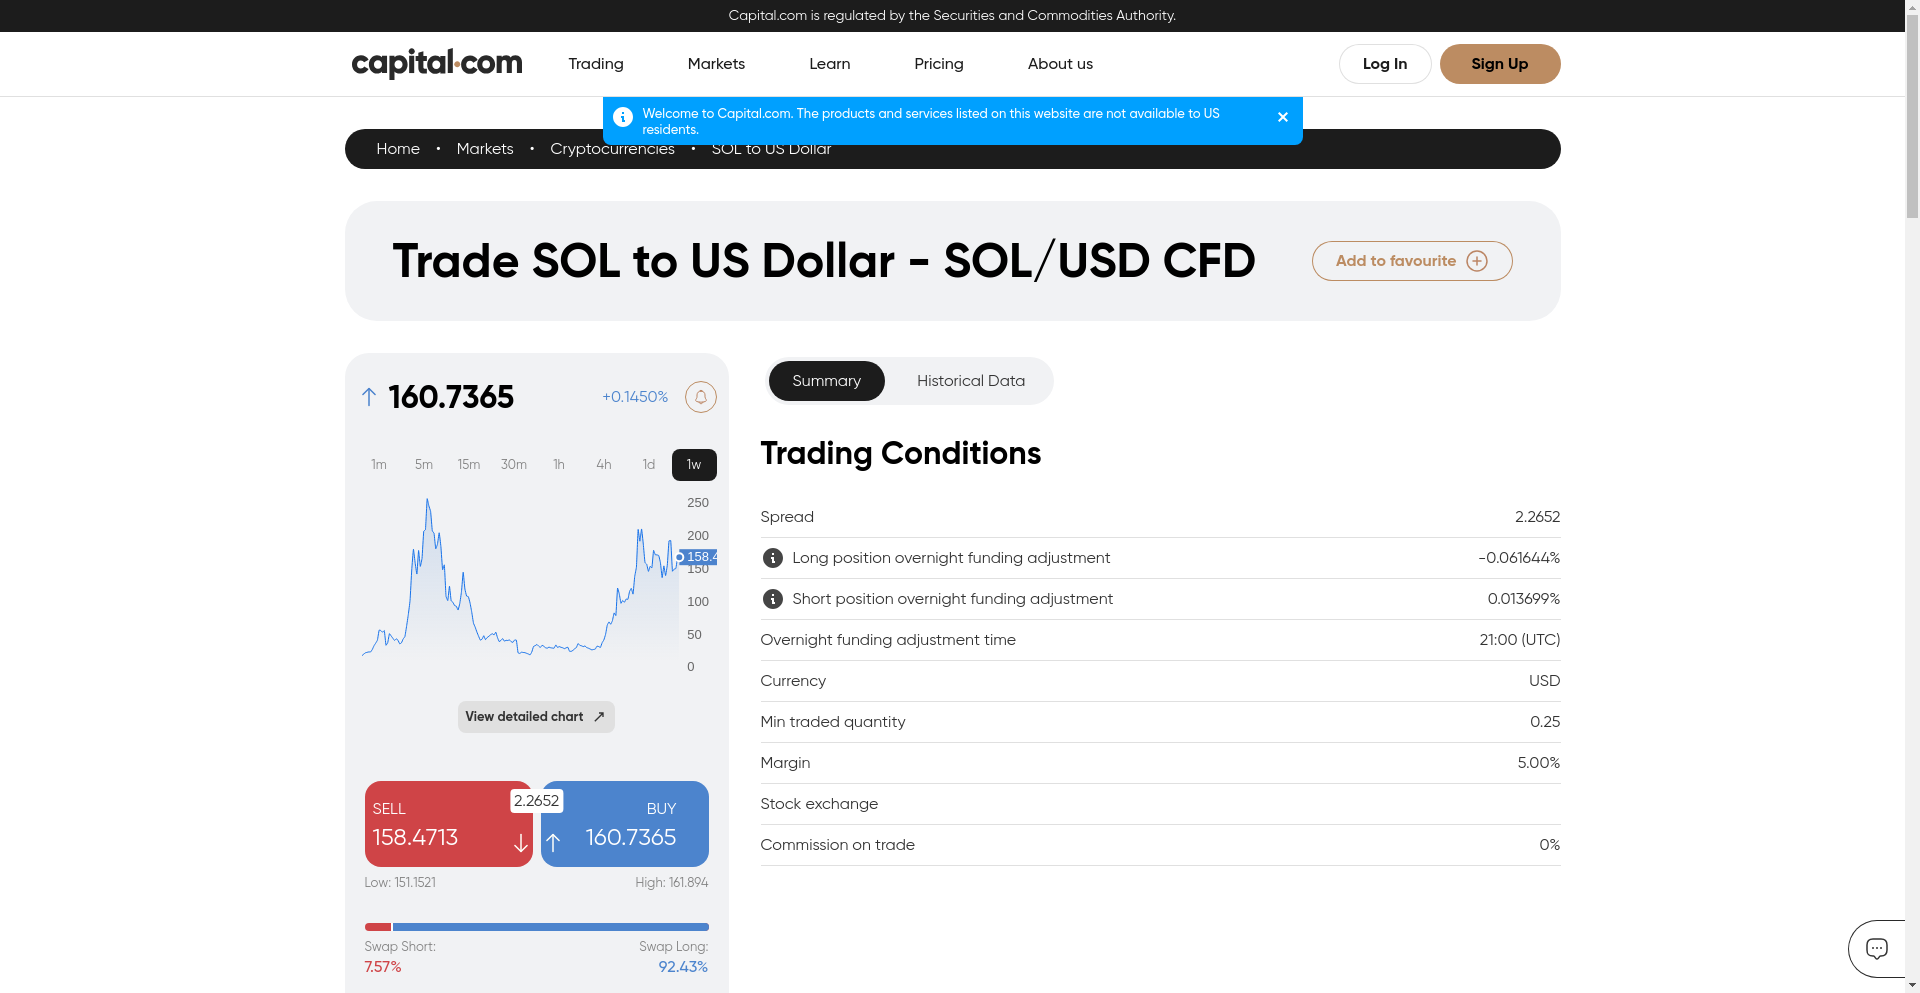 Capital.com is regulated by the Securities and Commodities Authority.
capital.com
Trading
Markets
Learn
Pricing
About us
Log In
Sign Up
Welcome to Capital.com. The products and services listed on this website are not available to US
residents.
Home • Markets • Cryptocurrencies • SOL to US Dollar
Trade SOL to US Dollar - SOL/USD CFD
Add to favourite
160.7365
+0.1450%
1m 5m 15m 30m 1h 4h 1d 1w
250
200
158.4
150
100
50
0
View detailed chart
SELL
158.4713
2.2652
BUY
160.7365
Low: 151.1521
High: 161.894
Swap Short:
Swap Long:
7.57%
92.43%
Summary
Historical Data
Trading Conditions
Spread 2.2652
Long position overnight funding adjustment -0.061644%
Short position overnight funding adjustment 0.013699%
Overnight funding adjustment time 21:00 (UTC)
Currency USD
Min traded quantity 0.25
Margin 5.00%
Stock exchange
Commission on trade 0%